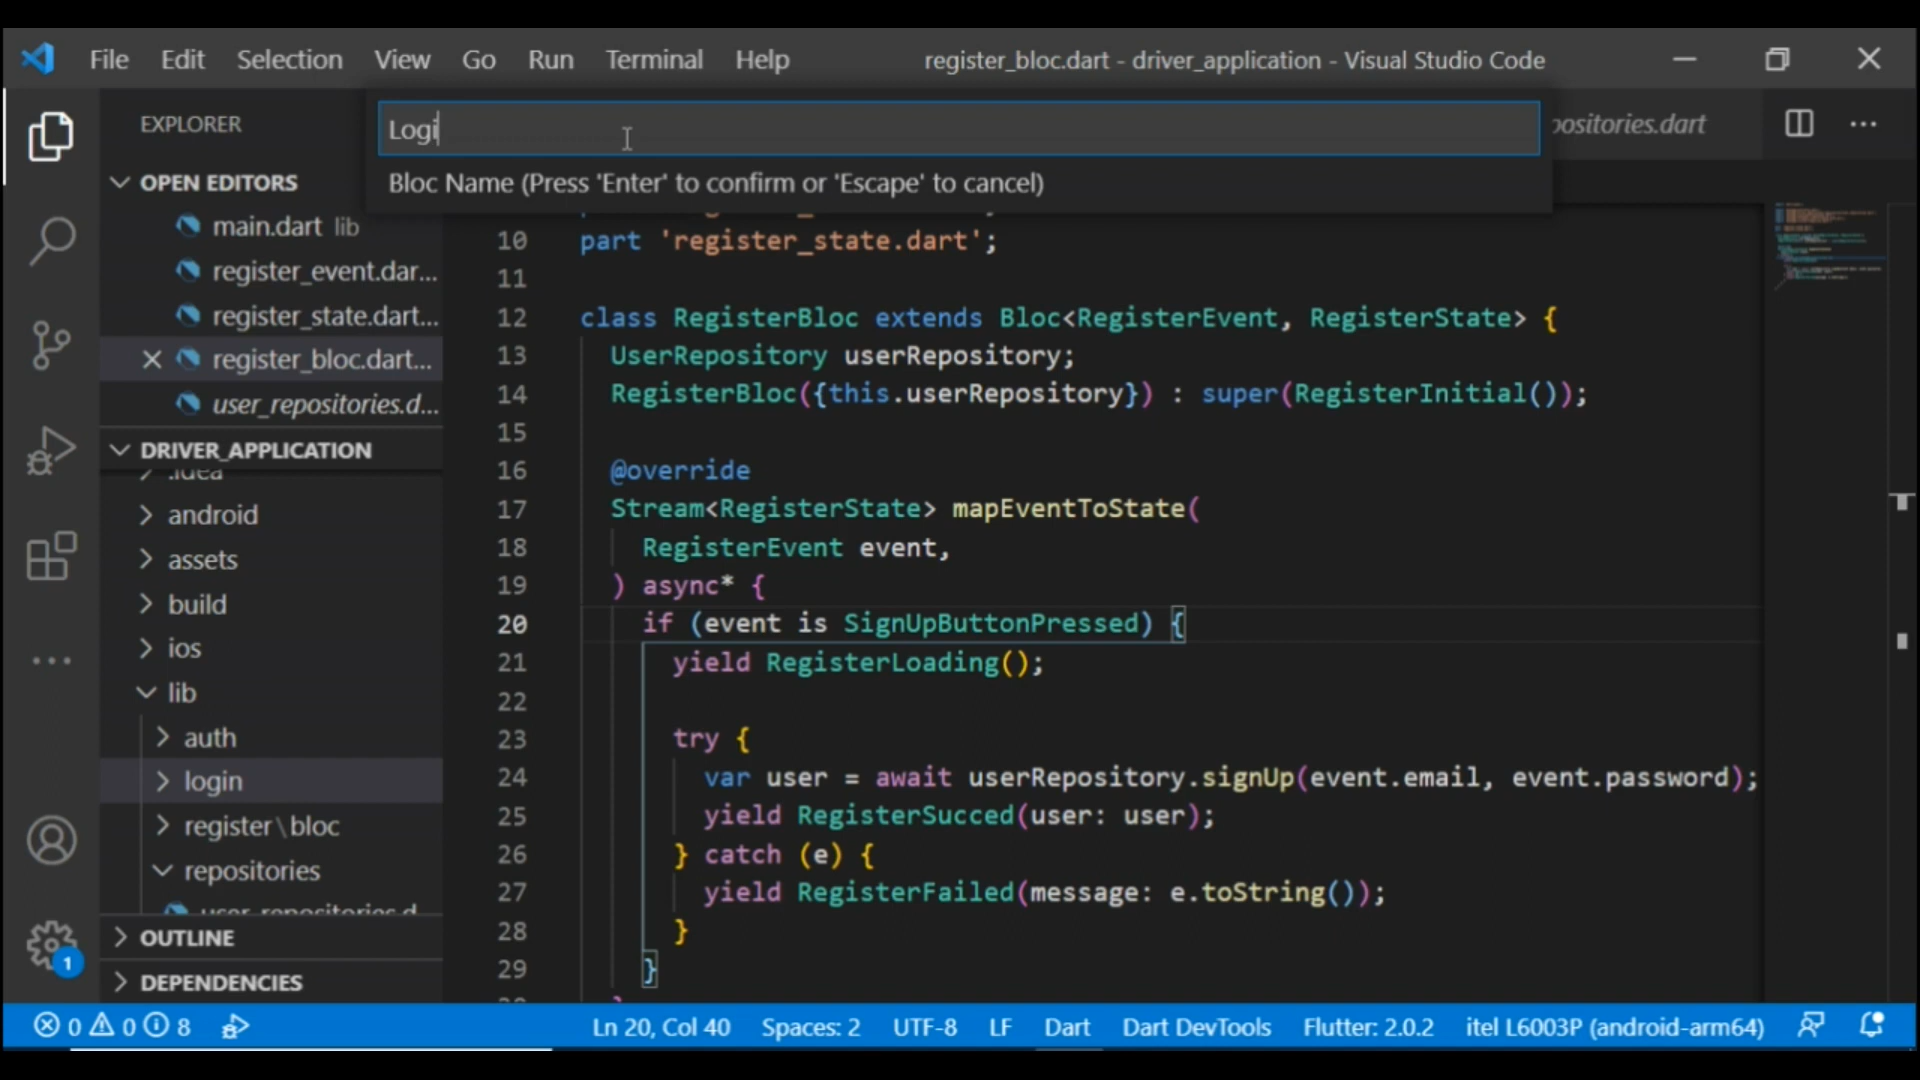 File Edit Selection View Go Run Terminal Help register_bloc.dart - driver_application - Visual Studio Code
EXPLORER
Logi
ositories.dart
Bloc Name (Press 'Enter' to confirm or 'Escape' to cancel)
OPEN EDITORS
main.dart lib
register_event.dar...
register_state.dart...
register_bloc.dart...
user_repositories.d...
DRIVER_APPLICATION
.idea
android
assets
build
ios
lib
auth
login
register\bloc
repositories
user_repositories.d
OUTLINE
DEPENDENCIES
10 part 'register_state.dart';
11
12 class RegisterBloc extends Bloc<RegisterEvent, RegisterState> {
13 UserRepository userRepository;
14 RegisterBloc({this.userRepository}) : super(RegisterInitial());
15
16 @override
17 Stream<RegisterState> mapEventToState(
18 RegisterEvent event,
19 ) async* {
20 if (event is SignUpButtonPressed) {
21 yield RegisterLoading();
22
23 try {
24 var user = await userRepository.signUp(event.email, event.password);
25 yield RegisterSucced(user: user);
26 } catch (e) {
27 yield RegisterFailed(message: e.toString());
28 }
29 }
1
0 0 8 Ln 20, Col 40 Spaces: 2 UTF-8 LF Dart Dart DevTools Flutter: 2.0.2 itel L6003P (android-arm64)